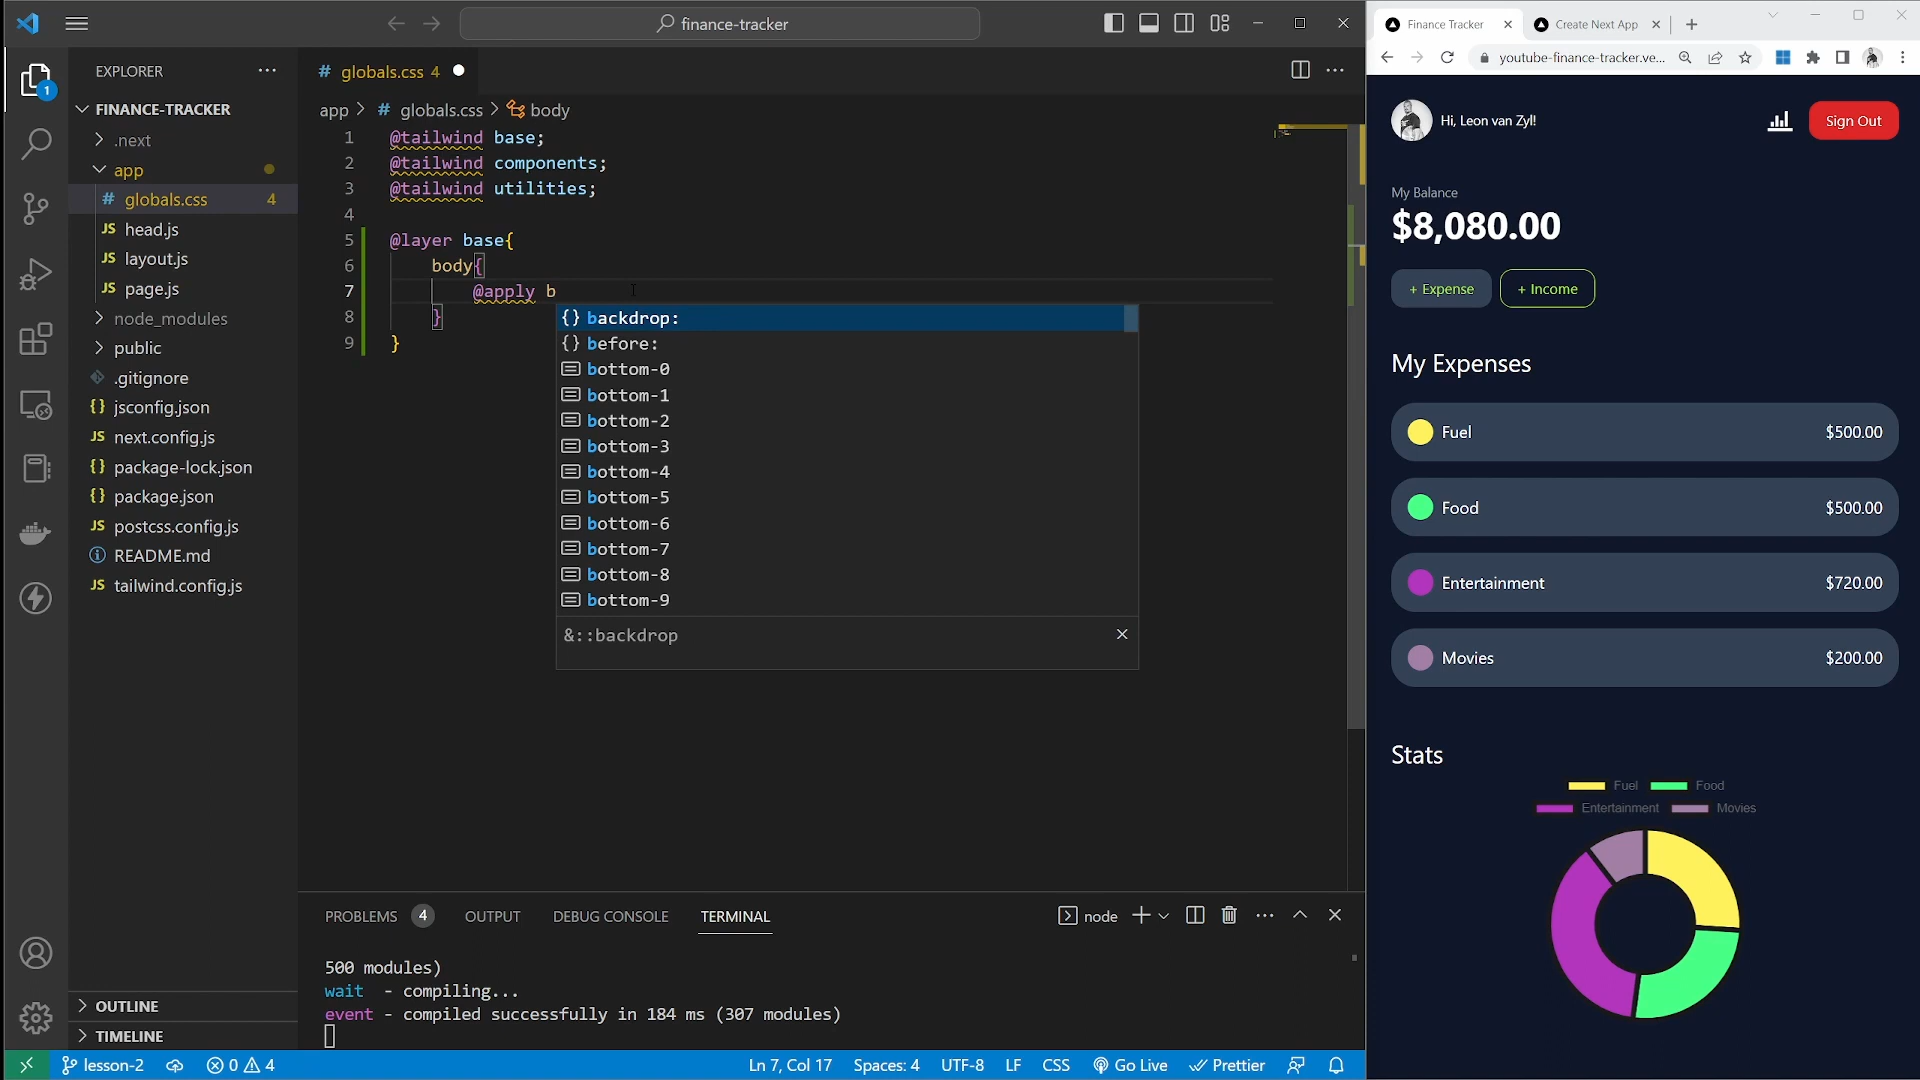 finance-tracker
EXPLORER
1
FINANCE-TRACKER
.next
app
# globals.css 4
JS head.js
JS layout.js
JS page.js
node_modules
public
.gitignore
{} jsconfig.json
JS next.config.js
{} package-lock.json
{} package.json
JS postcss.config.js
README.md
JS tailwind.config.js
OUTLINE
TIMELINE
# globals.css 4
app > # globals.css > body
1 @tailwind base;
2 @tailwind components;
3 @tailwind utilities;
4
5 @layer base{
6 body{
7 @apply b
8 }
9 }
{} backdrop:
{} before:
bottom-0
bottom-1
bottom-2
bottom-3
bottom-4
bottom-5
bottom-6
bottom-7
bottom-8
bottom-9
&::backdrop
PROBLEMS 4 OUTPUT DEBUG CONSOLE TERMINAL
node
500 modules)
wait - compiling...
event - compiled successfully in 184 ms (307 modules)
lesson-2 0 4 Ln 7, Col 17 Spaces: 4 UTF-8 LF CSS Go Live Prettier
Finance Tracker
Create Next App
youtube-finance-tracker.ve...
Hi, Leon van Zyl!
Sign Out
My Balance
$8,080.00
+ Expense
+ Income
My Expenses
Fuel $500.00
Food $500.00
Entertainment $720.00
Movies $200.00
Stats
Fuel Food
Entertainment Movies